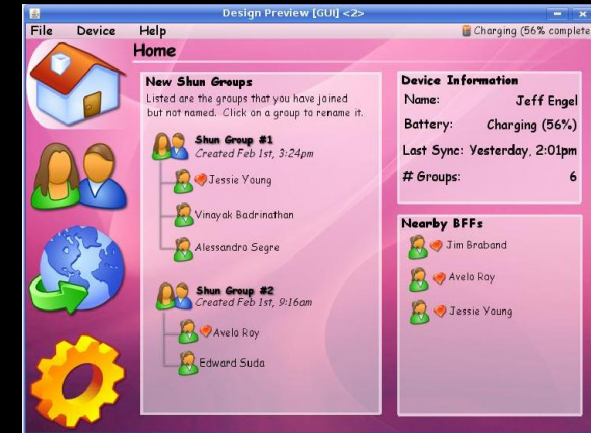 Design Preview [GUI] <2>
File Device Help Charging (56% complete
Home
New Shun Groups
Listed are the groups that you have joined
but not named. Click on a group to rename it.
Shun Group #1
Created Feb 1st, 3:24pm
Jessie Young
Vinayak Badrinathan
Alessandro Segre
Shun Group #2
Created Feb 1st, 9:16am
Avelo Roy
Edward Suda
Device Information
Name: Jeff Engel
Battery: Charging (56%)
Last Sync: Yesterday, 2:01pm
# Groups: 6
Nearby BFFs
Jim Braband
Avelo Roy
Jessie Young